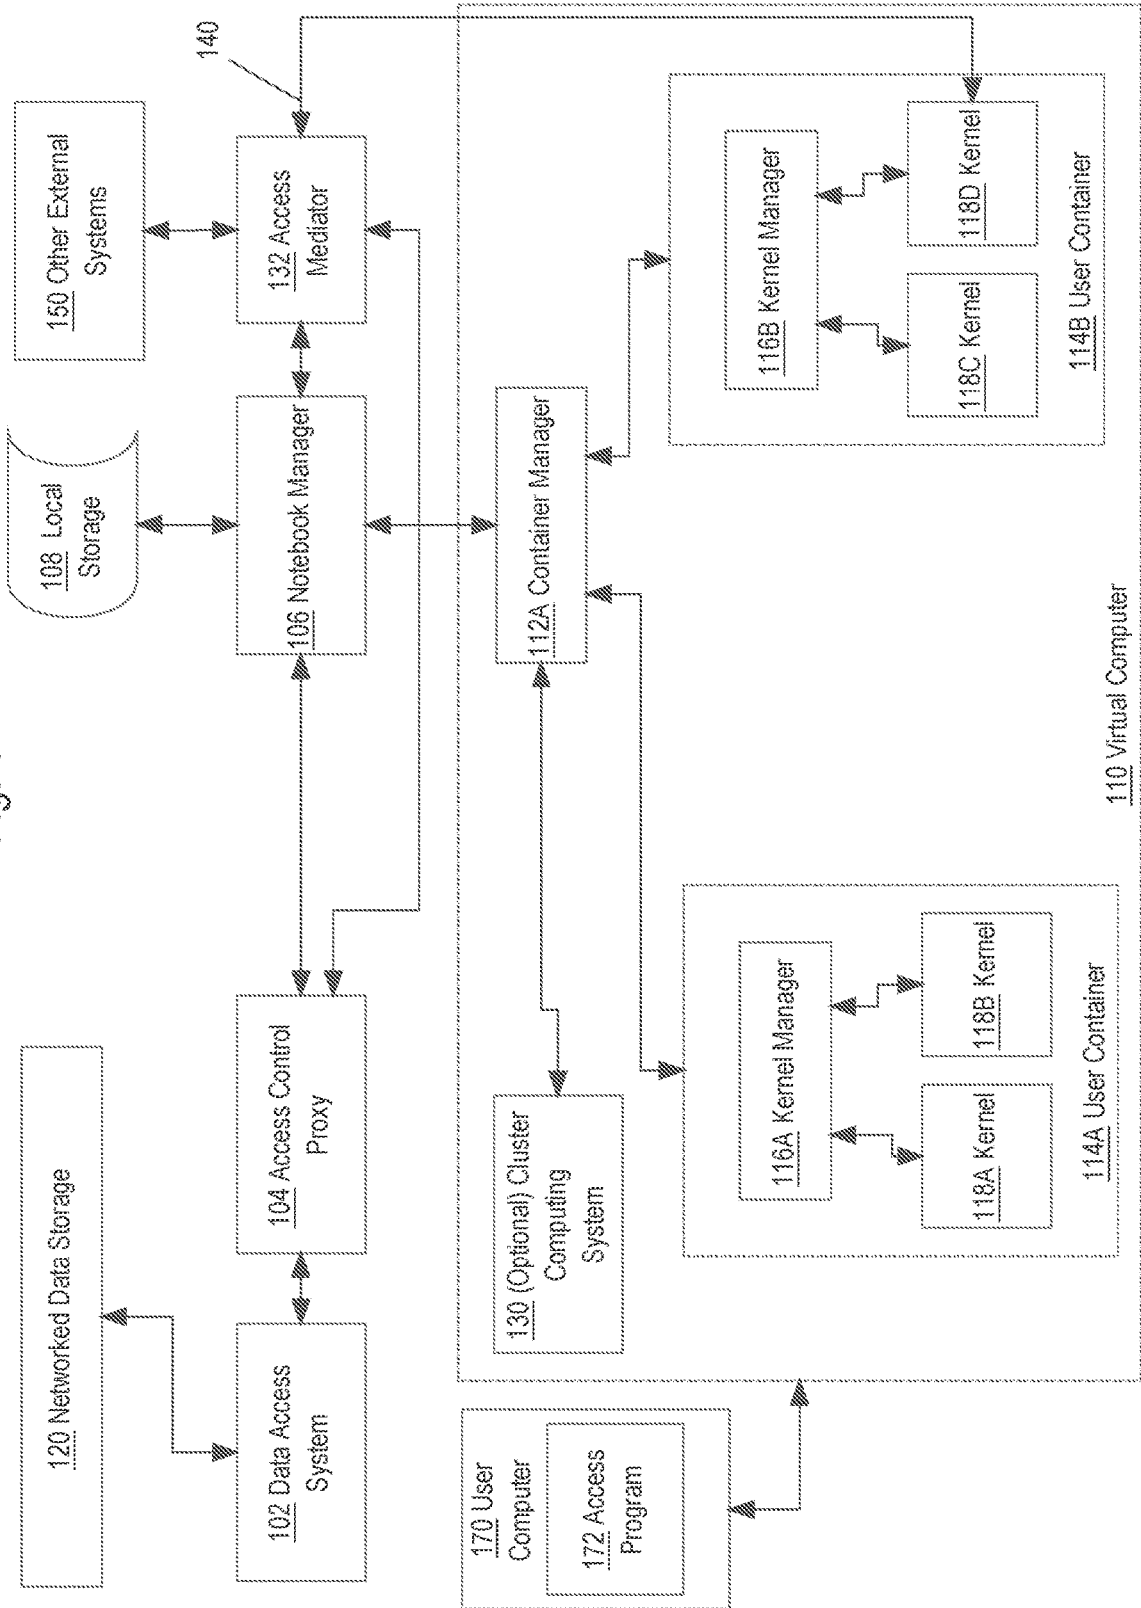 120 Networked Data Storage
102 Data Access
System
104 Access Control
Proxy
108 Local
Storage
106 Notebook Manager
150 Other External
Systems
132 Access
Mediator
140
170 User
Computer
172 Access
Program
130 (Optional) Cluster
Computing
System
112A Container Manager
116A Kernel Manager
118A Kernel
118B Kernel
114A User Container
116B Kernel Manager
118C Kernel
118D Kernel
114B User Container
110 Virtual Computer